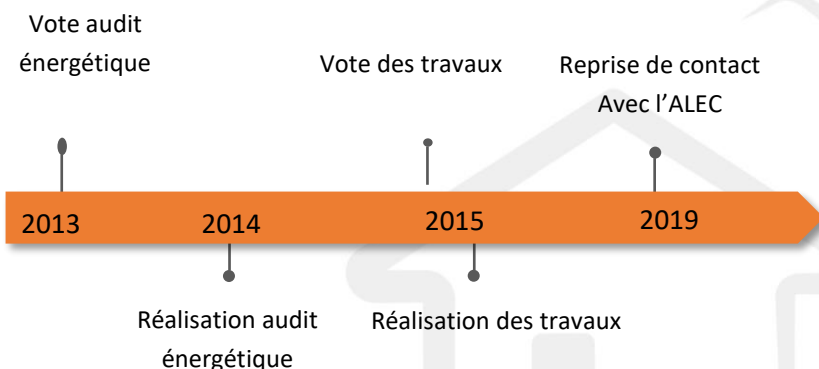 Vote audit
énergétique
Vote des travaux
Reprise de contact
Avec l’ALEC
2013
2014
2015
2019
Réalisation audit
énergétique
Réalisation des travaux